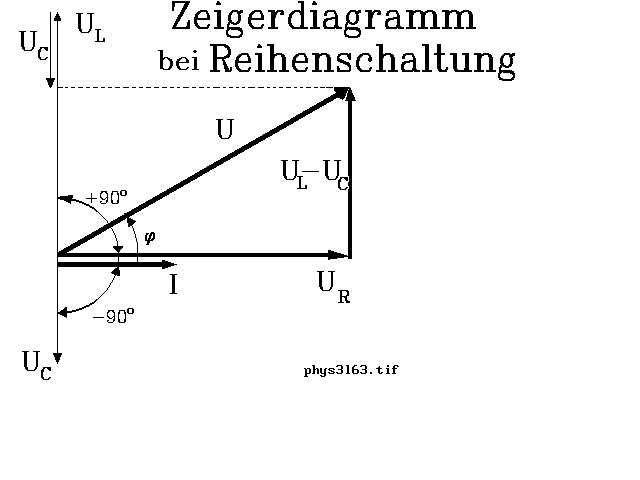 Zeigerdiagramm
bei Reihenschaltung
U_L
U_C
U
U_L–U_C
+90°
φ
I
U_R
−90°
U_C
phys3163.tif